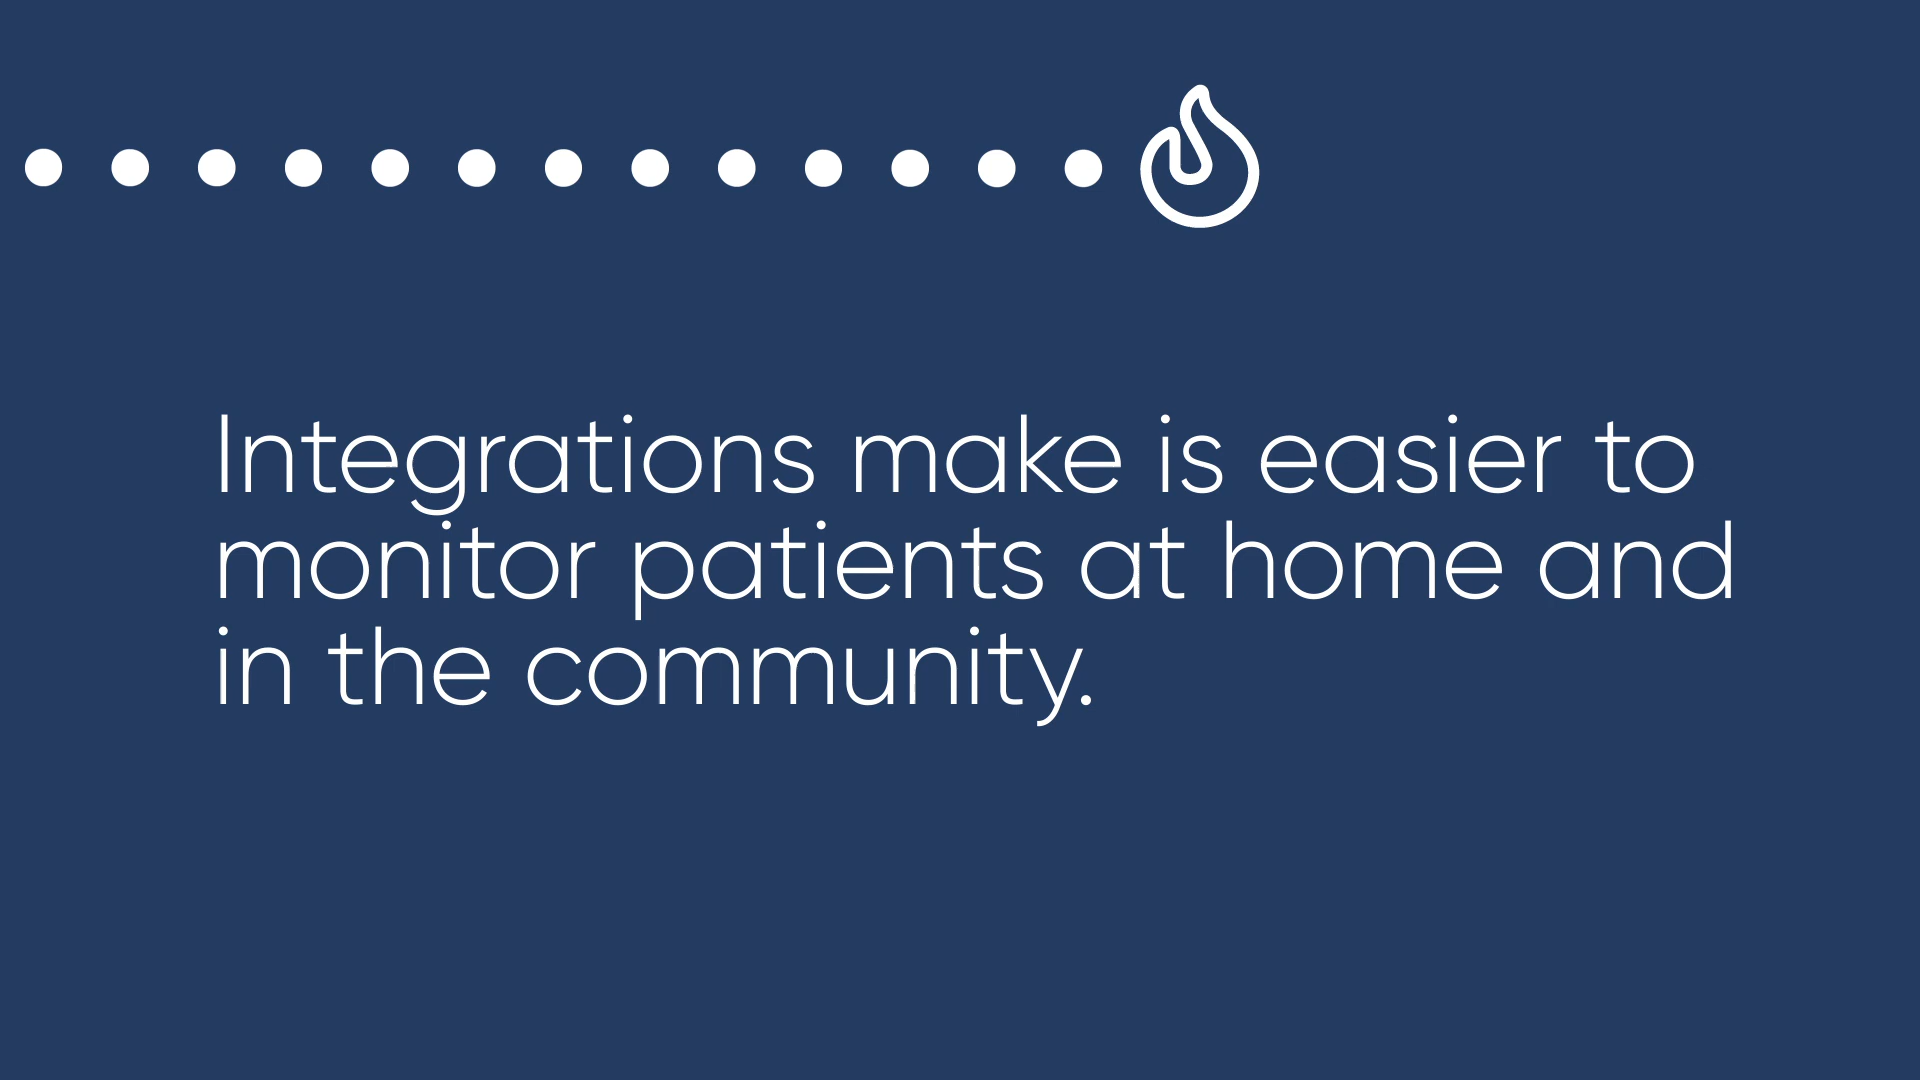 Integrations make is easier to
monitor patients at home and
in the community.